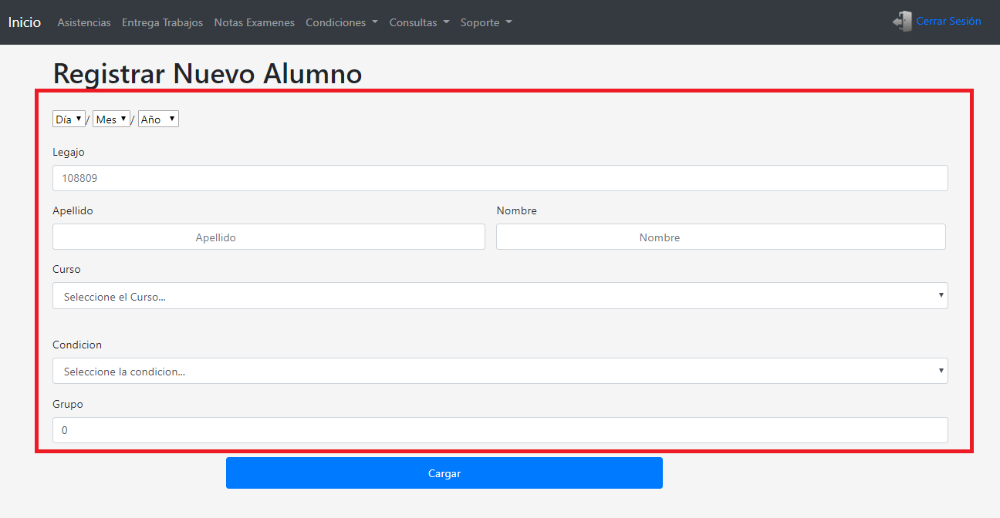 Inicio Asistencias Entrega Trabajos Notas Examenes Condiciones Consultas Soporte Cerrar Sesión
Registrar Nuevo Alumno
Día / Mes / Año
Legajo
108809
Apellido Nombre
Apellido Nombre
Curso
Seleccione el Curso...
Condicion
Seleccione la condicion...
Grupo
0
Cargar